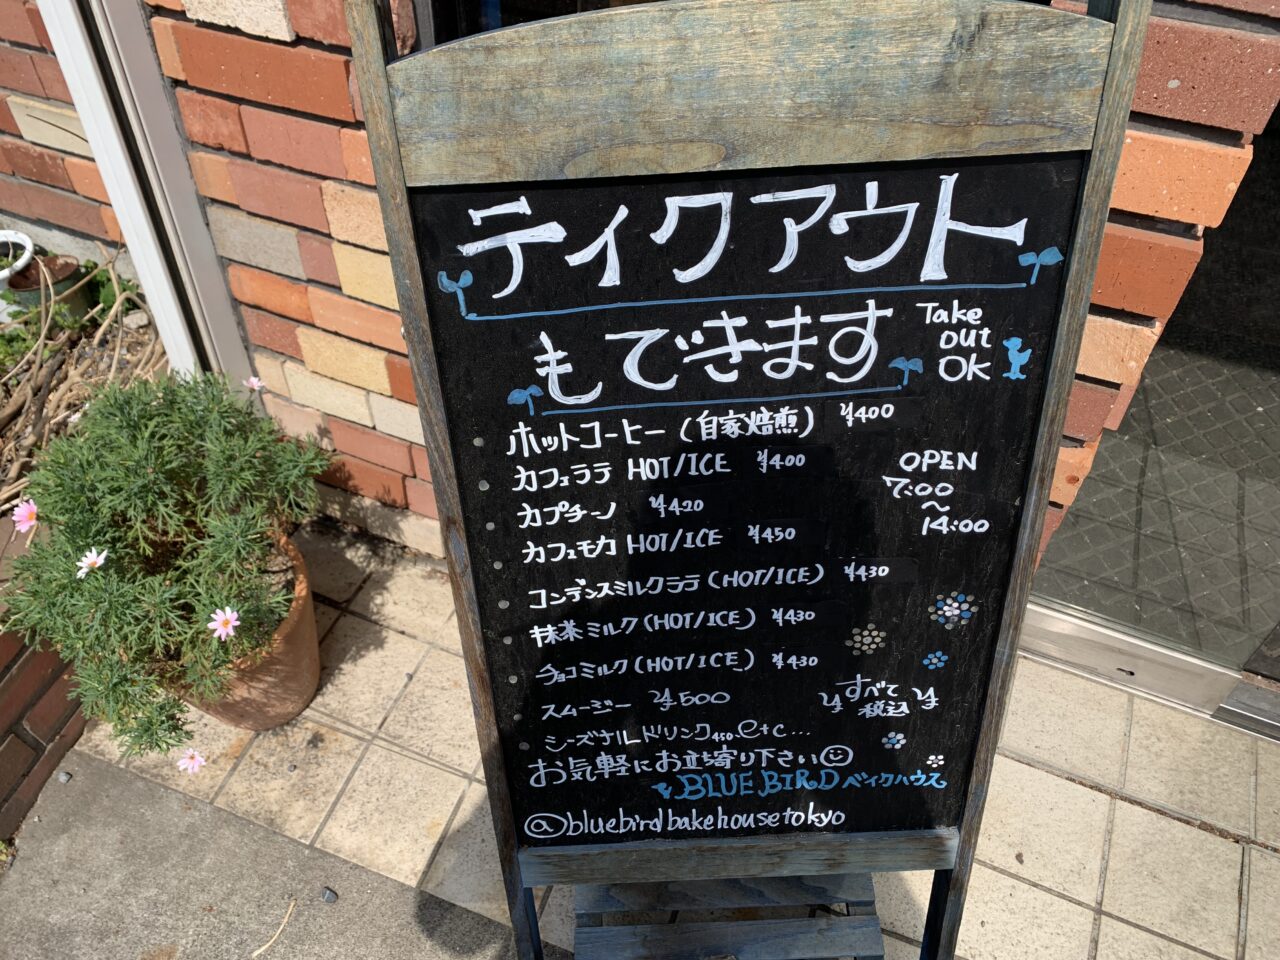 テイクアウト
もできます
Take
out
OK
ホットコーヒー(自家焙煎) ¥400
カフェラテ HOT/ICE ¥400
カプチーノ ¥420
カフェモカ HOT/ICE ¥450
コンデンスミルクラテ(HOT/ICE) ¥430
抹茶ミルク(HOT/ICE) ¥430
チョコミルク(HOT/ICE) ¥430
スムージー ¥500
シーズナルドリンク450 etc...
OPEN
7:00
~
14:00
すべて
税込
お気軽にお立ち寄り下さい
BLUE BIRD ベイクハウス
@bluebirdbakehousetokyo